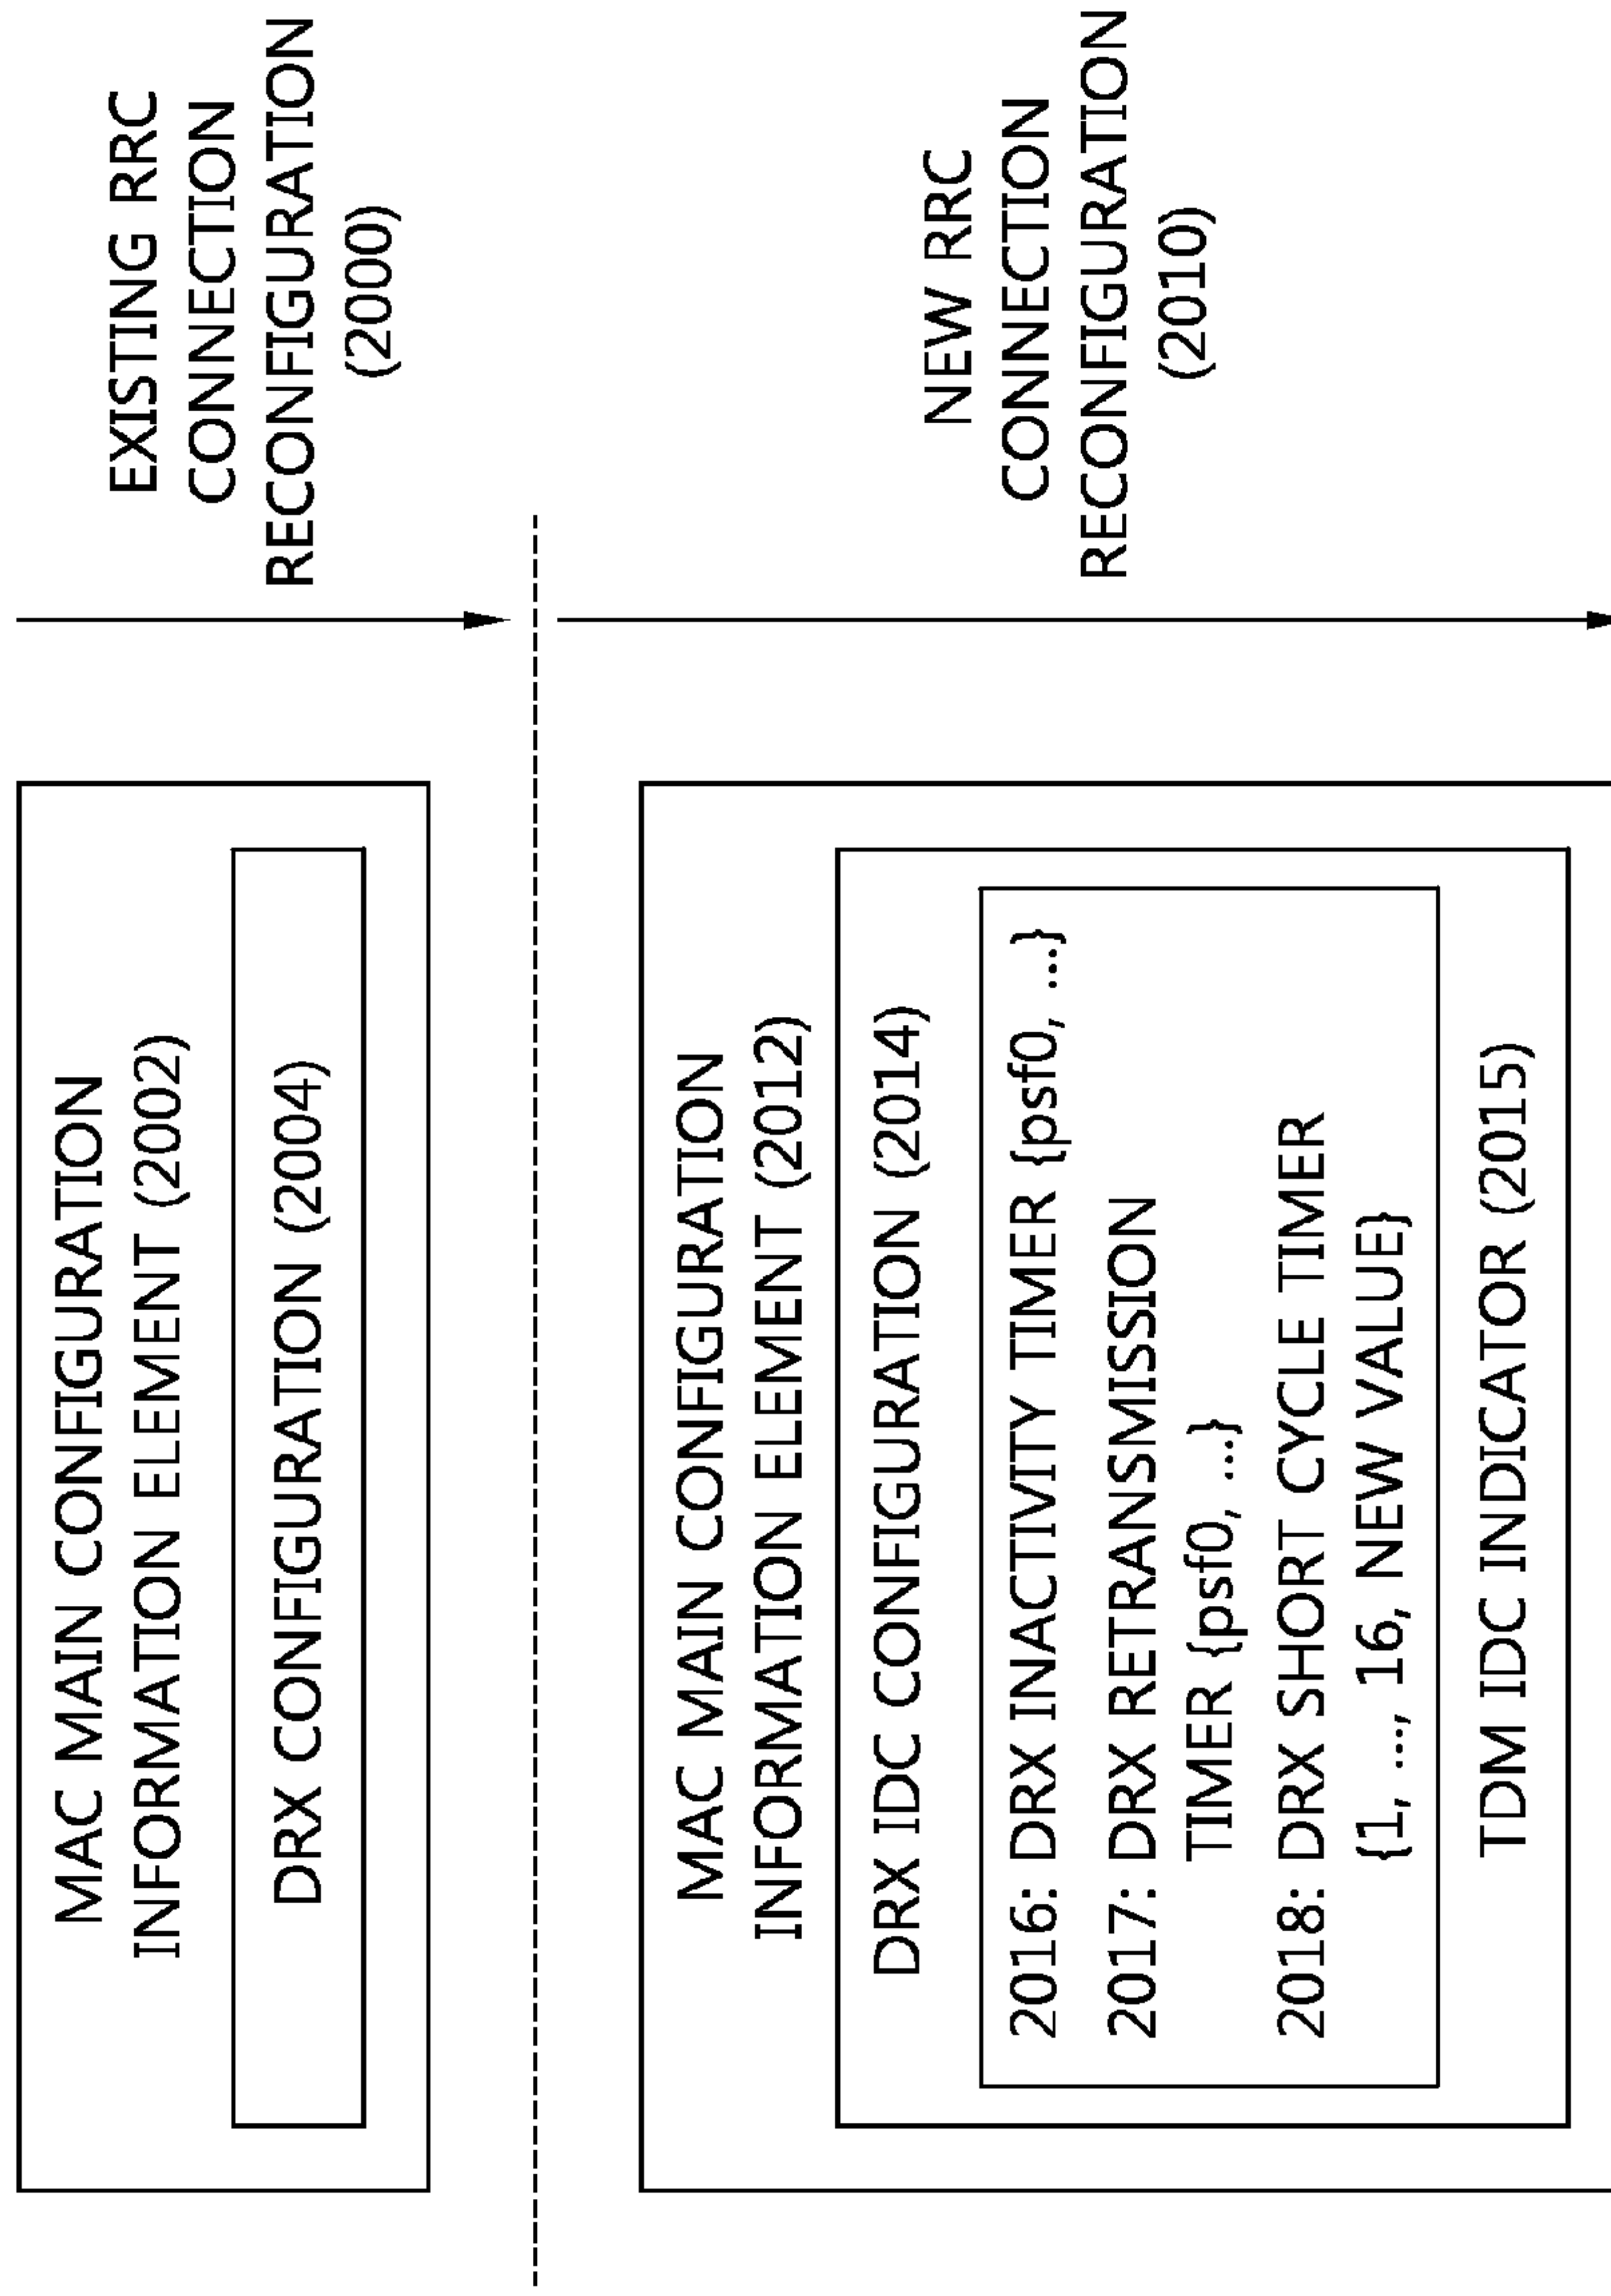 MAC MAIN CONFIGURATION
INFORMATION ELEMENT (2002)
DRX CONFIGURATION (2004)
EXISTING RRC
CONNECTION
RECONFIGURATION
(2000)
MAC MAIN CONFIGURATION
INFORMATION ELEMENT (2012)
DRX IDC CONFIGURATION (2014)
2016: DRX INACTIVITY TIMER {psf0, ...}
2017: DRX RETRANSMISSION
TIMER {psf0, ...}
2018: DRX SHORT CYCLE TIMER
{1, ..., 16, NEW VALUE}
TDM IDC INDICATOR (2015)
NEW RRC
CONNECTION
RECONFIGURATION
(2010)